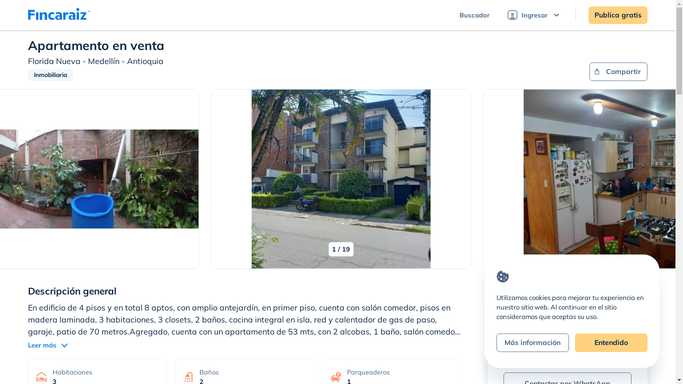 Fincaraiz
Buscador
Ingresar
Publica gratis
Apartamento en venta
Florida Nueva - Medellín - Antioquia
Inmobiliaria
Compartir
1 / 19
Descripción general
En edificio de 4 pisos y en total 8 aptos, con amplio antejardín, en primer piso, cuenta con salón comedor, pisos en
madera laminada, 3 habitaciones, 3 closets, 2 baños, cocina integral en isla, red y calentador de gas de paso,
garaje, patio de 70 metros.Agregado, cuenta con un apartamento de 53 mts, con 2 alcobas, 1 baño, salón comedo...
Leer más
Habitaciones
3
Baños
2
Parqueaderos
1
Utilizamos cookies para mejorar tu experiencia en
nuestro sitio web. Al continuar en el sitio
consideramos que aceptas su uso.
Más información
Entendido
Contactar por WhatsApp